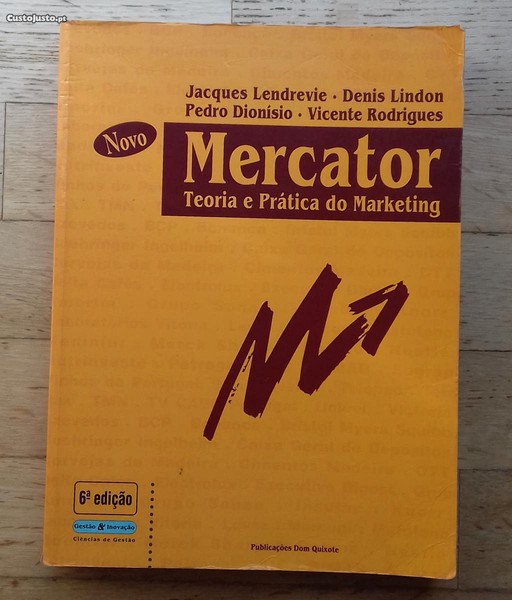 CustoJusto.pt
Jacques Lendrevie · Denis Lindon
Pedro Dionísio · Vicente Rodrigues
Novo
Mercator
Teoria e Prática do Marketing
6ª edição
Gestão & Inovação
Ciências de Gestão
Publicações Dom Quixote